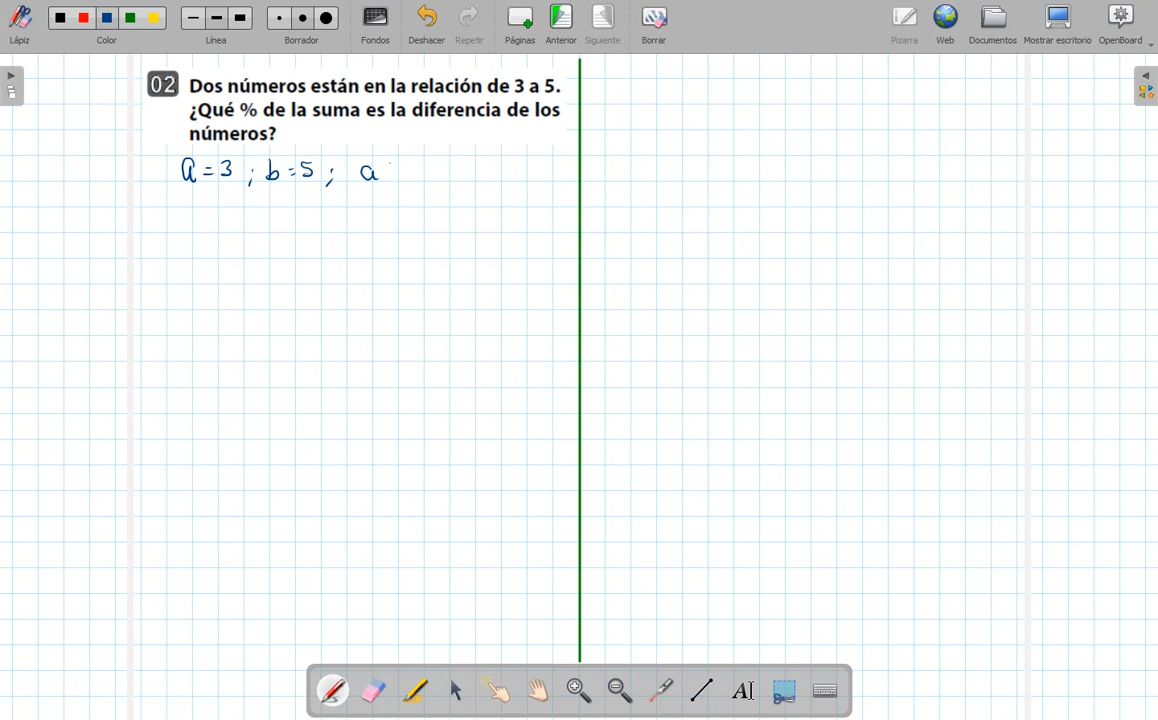 Lápiz Color Línea Borrador Fondos Deshacer Repetir Páginas Anterior Siguiente Borrar Pizarra Web Documentos Mostrar escritorio OpenBoard
02 Dos números están en la relación de 3 a 5.
¿Qué % de la suma es la diferencia de los
números?
a = 3 ; b = 5 ; a